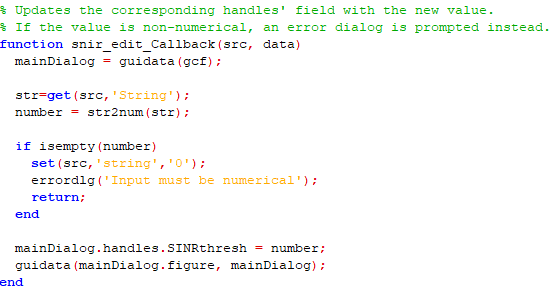 % Updates the corresponding handles' field with the new value.
% If the value is non-numerical, an error dialog is prompted instead.
function snir_edit_Callback(src, data)
  mainDialog = guidata(gcf);

  str=get(src,'String');
  number = str2num(str);

  if isempty(number)
    set(src,'string','0');
    errordlg('Input must be numerical');
    return;
  end

  mainDialog.handles.SINRthresh = number;
  guidata(mainDialog.figure, mainDialog);
end